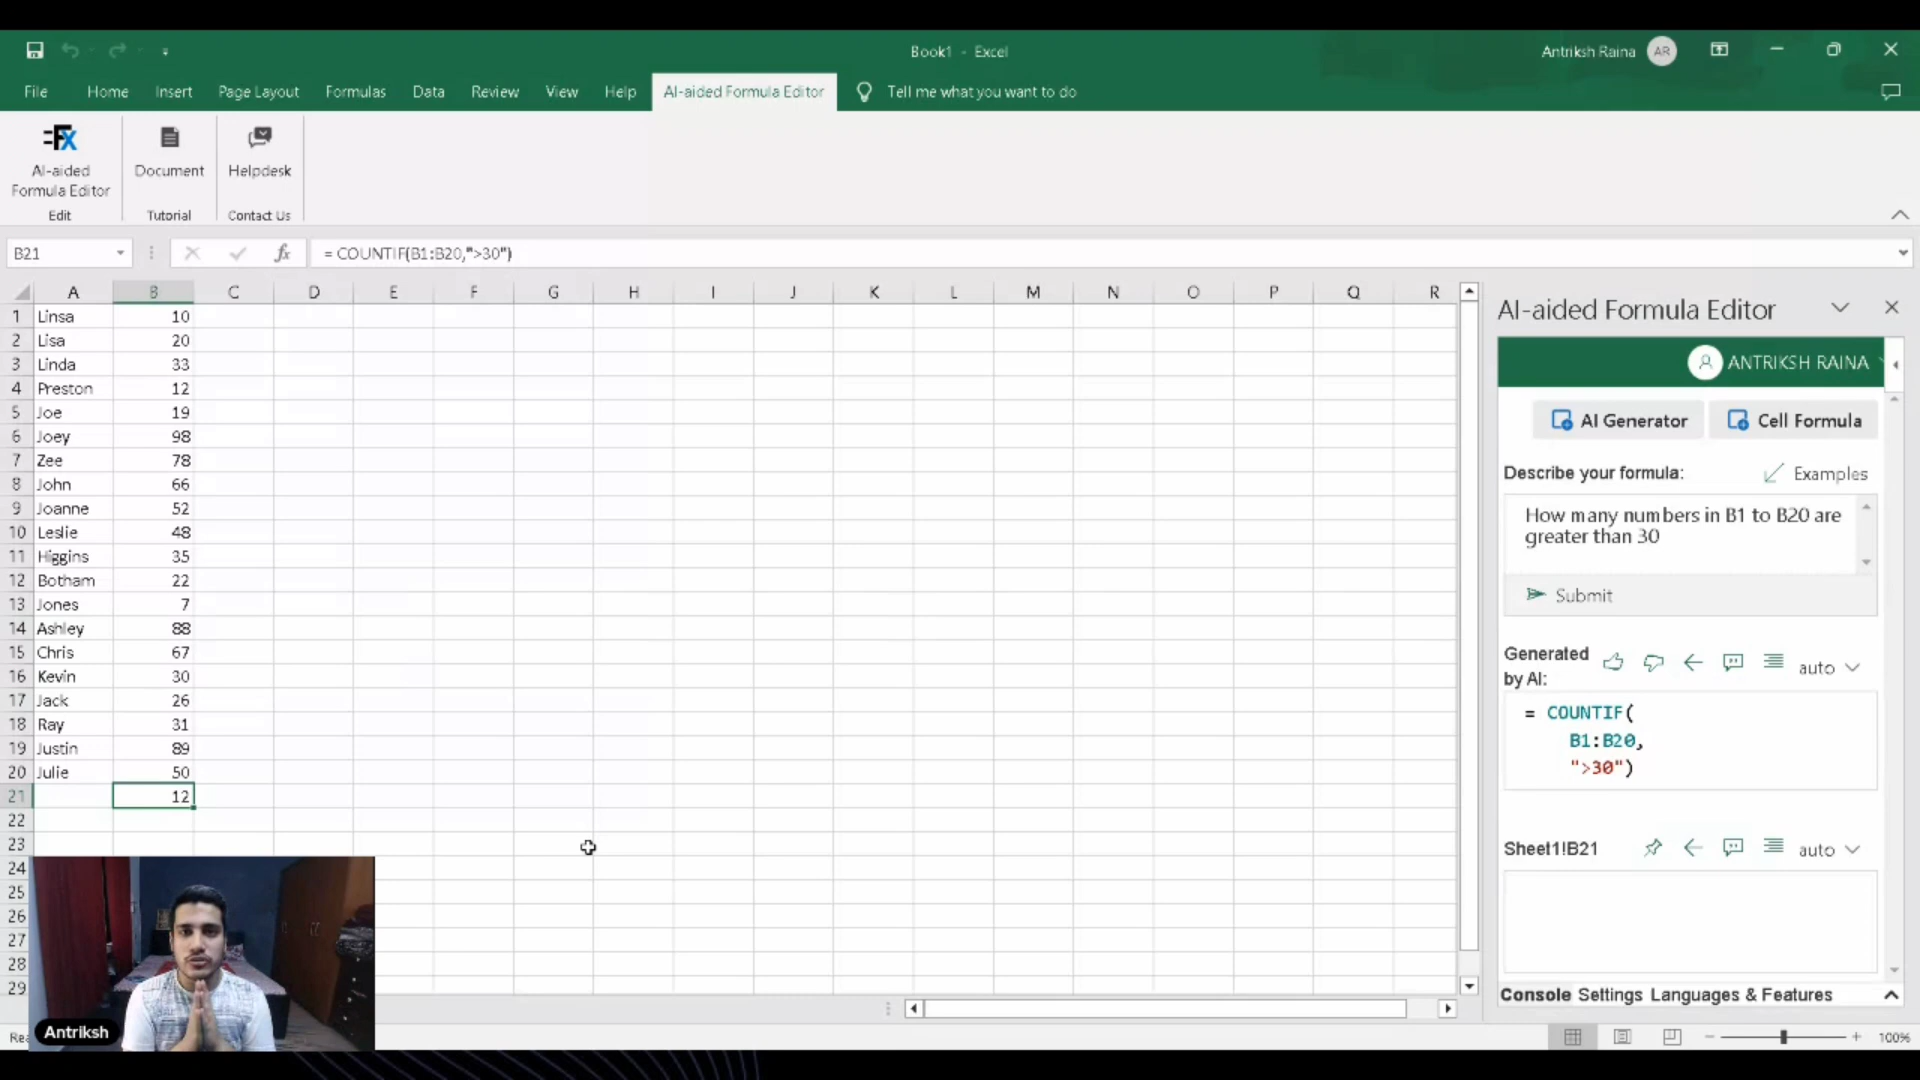 Book1 - Excel
Antriksh Raina AR
File Home Insert Page Layout Formulas Data Review View Help AI-aided Formula Editor Tell me what you want to do
=Fx
AI-aided Document Helpdesk
Formula Editor
Edit Tutorial Contact Us
B21 fx = COUNTIF(B1:B20,">30")
A B C D E F G H I J K L M N O P Q R
1 Linsa 10
2 Lisa 20
3 Linda 33
4 Preston 12
5 Joe 19
6 Joey 98
7 Zee 78
8 John 66
9 Joanne 52
10 Leslie 48
11 Higgins 35
12 Botham 22
13 Jones 7
14 Ashley 88
15 Chris 67
16 Kevin 30
17 Jack 26
18 Ray 31
19 Justin 89
20 Julie 50
21 12
22
23
24
25
26
27
28
29
AI-aided Formula Editor
ANTRIKSH RAINA
AI Generator Cell Formula
Describe your formula: Examples
How many numbers in B1 to B20 are
greater than 30
Submit
Generated
by AI: auto
= COUNTIF(
B1:B20,
">30")
Sheet1!B21 auto
Console Settings Languages & Features
Antriksh
100%